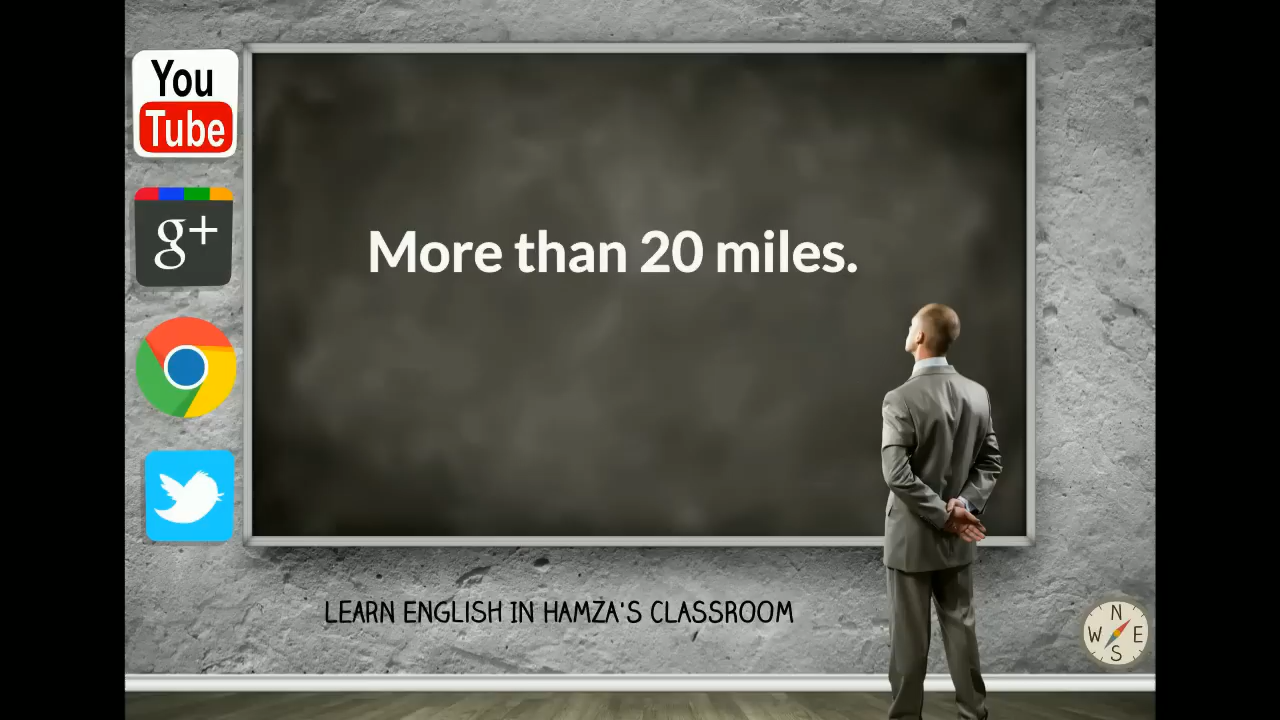 You
Tube
g+
More than 20 miles.
LEARN ENGLISH IN HAMZA'S CLASSROOM
N
W E
S